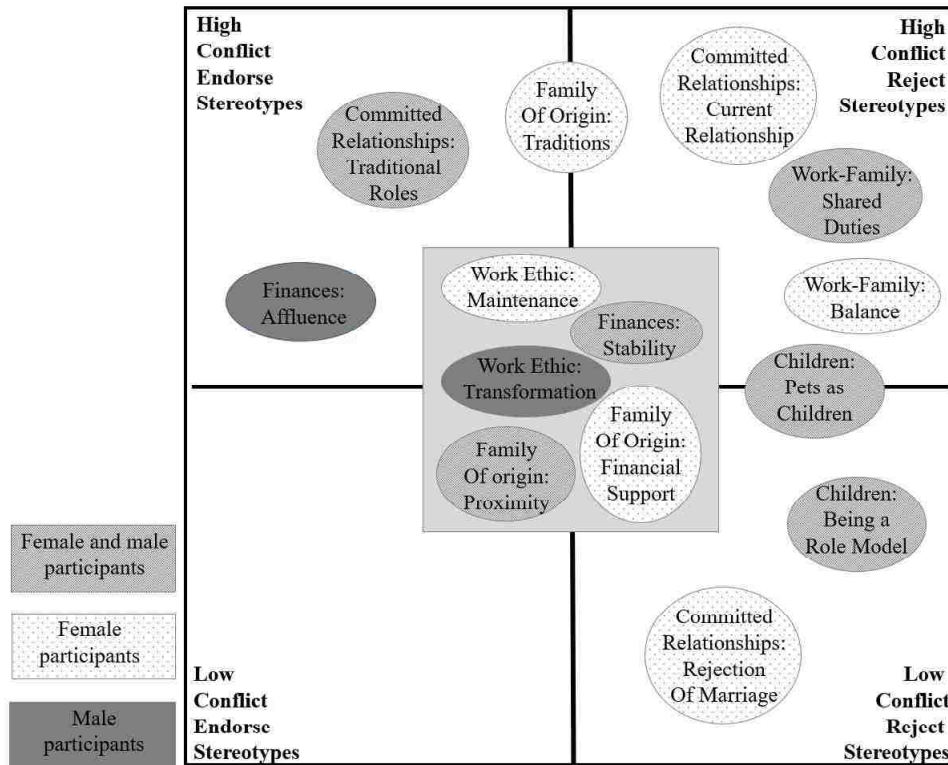 High
Conflict
Endorse
Stereotypes
High
Conflict
Reject
Stereotypes
Committed
Relationships:
Traditional
Roles
Family
Of Origin:
Traditions
Committed
Relationships:
Current
Relationship
Work-Family:
Shared
Duties
Finances:
Affluence
Work Ethic:
Maintenance
Work-Family:
Balance
Finances:
Stability
Work Ethic:
Transformation
Children:
Pets as
Children
Family
Of Origin:
Financial
Support
Family
Of origin:
Proximity
Children:
Being a
Role Model
Committed
Relationships:
Rejection
Of Marriage
Low
Conflict
Endorse
Stereotypes
Low
Conflict
Reject
Stereotypes
Female and male
participants
Female
participants
Male
participants